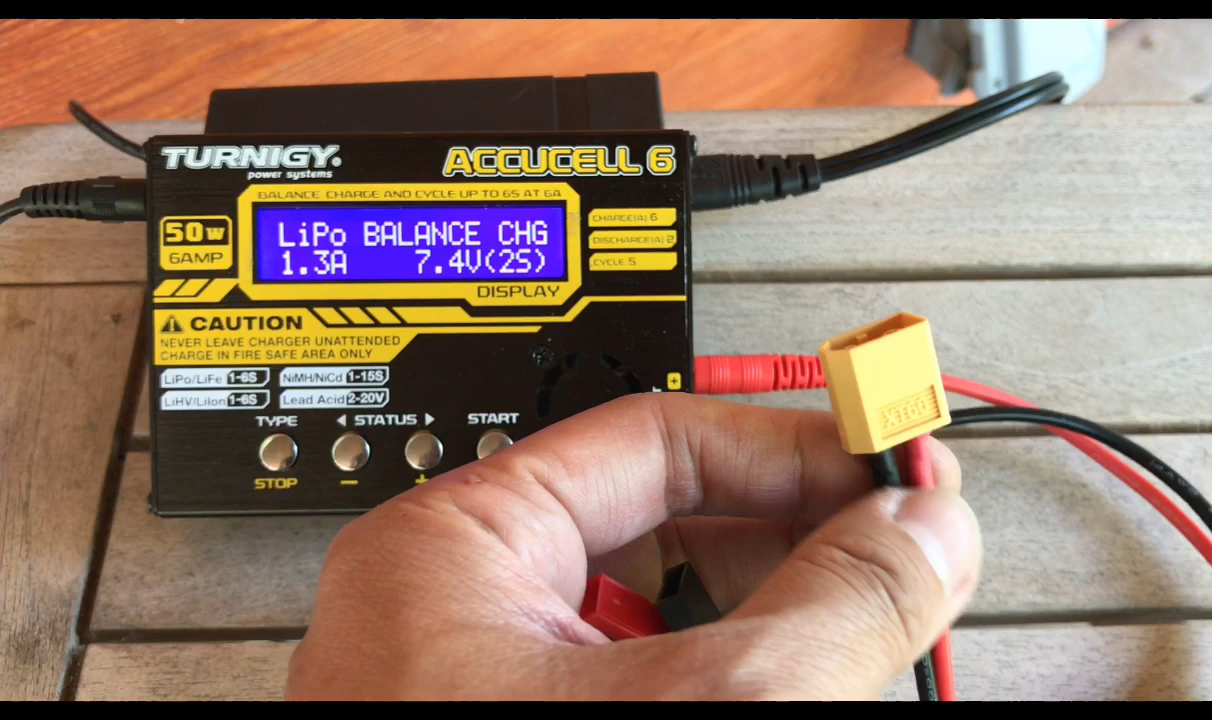 TURNIGY.
power systems
ACCUCELL 6
BALANCE CHARGE AND CYCLE UP TO 6S AT 6A
50W
6AMP
LiPo BALANCE CHG
1.3A 7.4V(2S)
CHARGE(A) 6
DISCHARGE(A) 2
CYCLE 5
DISPLAY
CAUTION
NEVER LEAVE CHARGER UNATTENDED
CHARGE IN FIRE SAFE AREA ONLY
LiPo/LiFe 1-6S NiMH/NiCd 1-15S
LiHV/LiIon 1-6S Lead Acid 2-20V
+
TYPE ◀ STATUS ▶ START
STOP − +
XT60